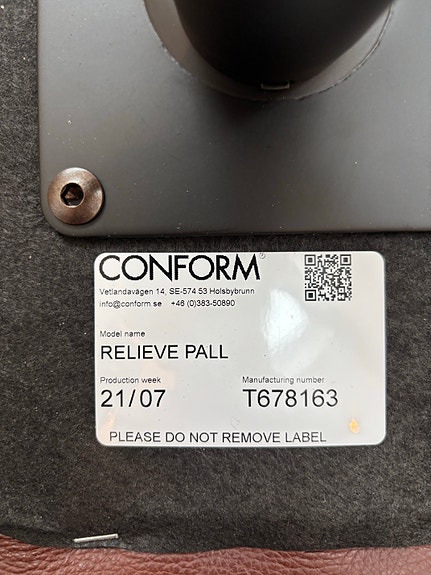 CONFORM®
Vetlandavägen 14, SE-574 53 Holsbybrunn
info@conform.se +46 (0)383-50890
Model name
RELIEVE PALL
Production week
21/07
Manufacturing number
T678163
PLEASE DO NOT REMOVE LABEL